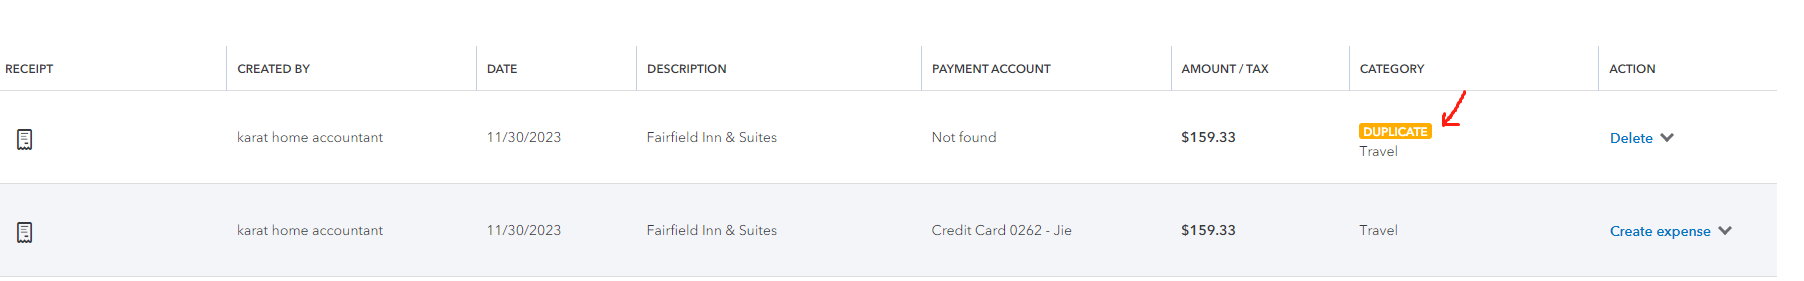 RECEIPT CREATED BY DATE DESCRIPTION PAYMENT ACCOUNT AMOUNT / TAX CATEGORY ACTION
karat home accountant 11/30/2023 Fairfield Inn & Suites Not found $159.33 DUPLICATE Delete
Travel
karat home accountant 11/30/2023 Fairfield Inn & Suites Credit Card 0262 - Jie $159.33 Travel Create expense